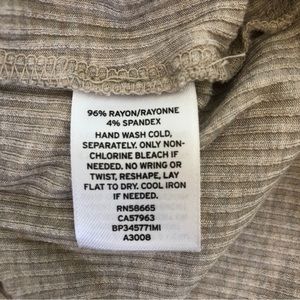 96% RAYON/RAYONNE
4% SPANDEX
HAND WASH COLD,
SEPARATELY. ONLY NON-
CHLORINE BLEACH IF
NEEDED. NO WRING OR
TWIST, RESHAPE, LAY
FLAT TO DRY. COOL IRON
IF NEEDED.
RN58665
CA57963
BP345771MI
A3008